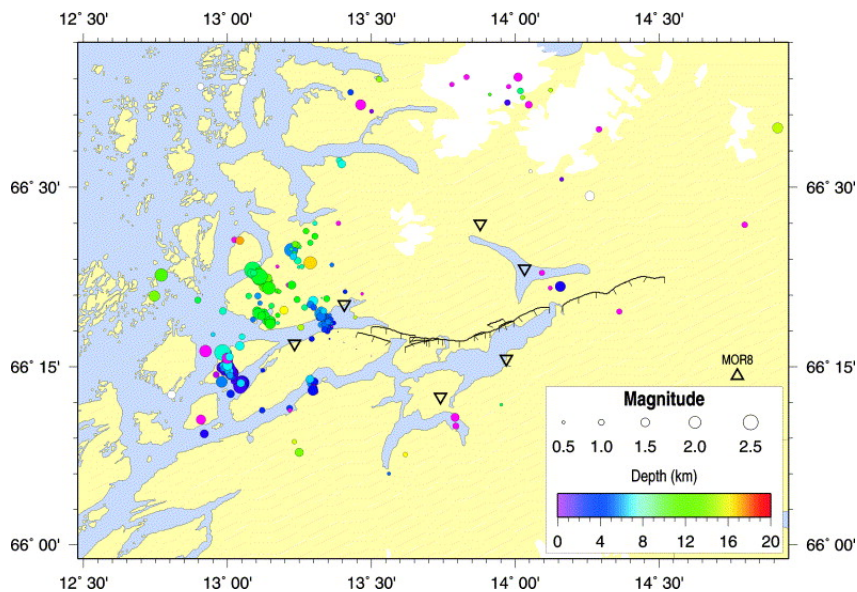 12˚ 30' 13˚ 00' 13˚ 30' 14˚ 00' 14˚ 30'
66˚ 30' 66˚ 30'
66˚ 15' 66˚ 15'
MOR8
Magnitude
0.5 1.0 1.5 2.0 2.5
Depth (km)
0 4 8 12 16 20
66˚ 00' 66˚ 00'
12˚ 30' 13˚ 00' 13˚ 30' 14˚ 00' 14˚ 30'